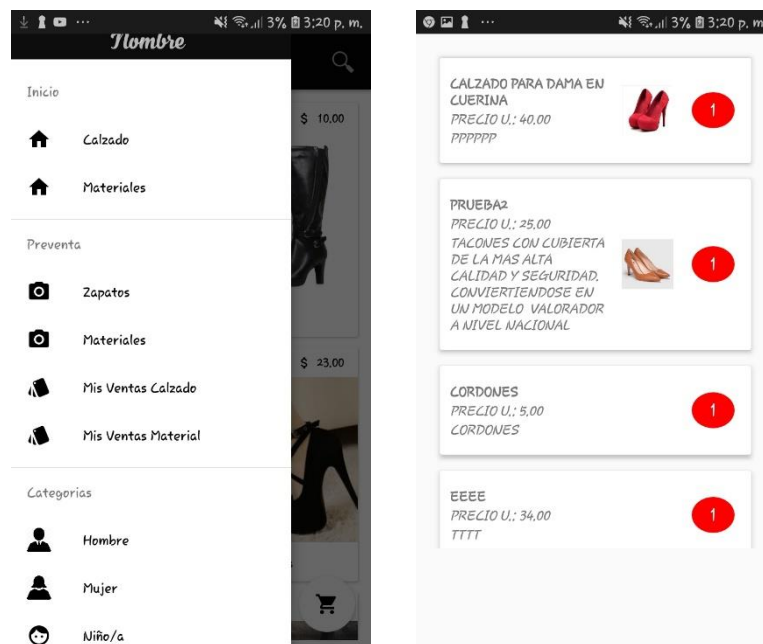 3% 3:20 p. m.
Nombre
Inicio
Calzado
Materiales
Preventa
Zapatos
Materiales
Mis Ventas Calzado
Mis Ventas Material
Categorias
Hombre
Mujer
Niño/a
$ 10,00
$ 23,00
3% 3:20 p. m.
CALZADO PARA DAMA EN
CUERINA
PRECIO U.: 40,00
PPPPPP
1
PRUEBA2
PRECIO U.: 25,00
TACONES CON CUBIERTA
DE LA MAS ALTA
CALIDAD Y SEGURIDAD,
CONVIERTIENDOSE EN
UN MODELO VALORADOR
A NIVEL NACIONAL
1
CORDONES
PRECIO U.: 5,00
CORDONES
1
EEEE
PRECIO U.: 34,00
TTTT
1